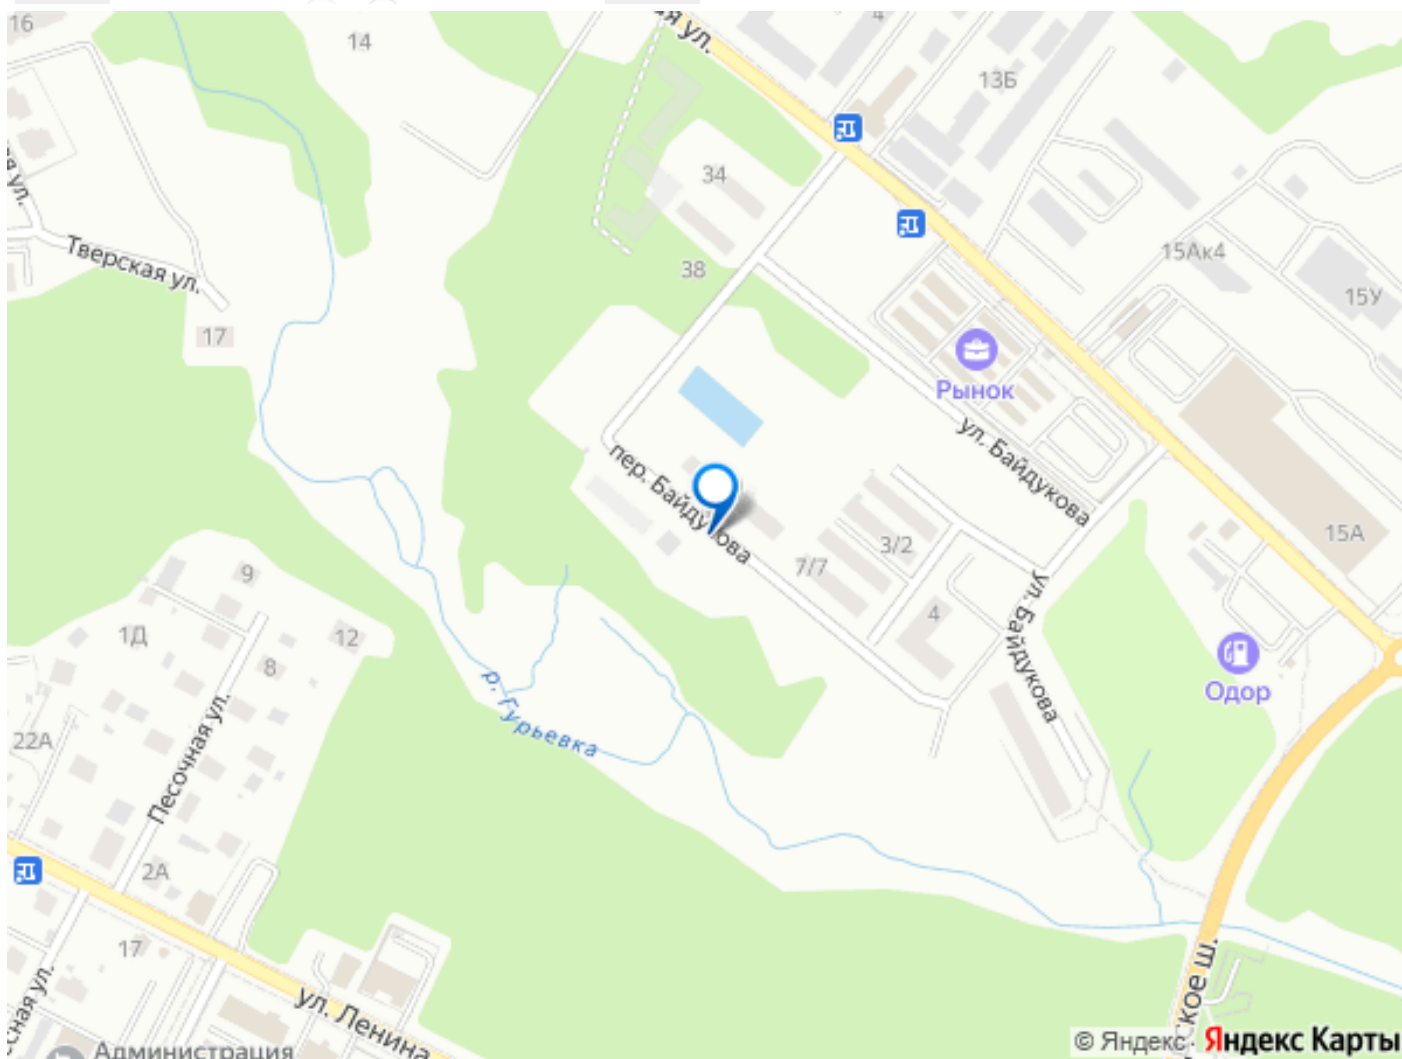 16
14
ул.
4
13Б
34
15Ак4
15У
38
Тверская ул.
17
Рынок
ул. Байдукова
пер. Байдукова
15А
3/2
7/7
4
ул. Байдукова
Одор
9
1Д
12
8
р. Гурьевка
22А
Песочная ул.
2А
17
ул. Ленина
Администрация
© Яндекс
Яндекс Карты